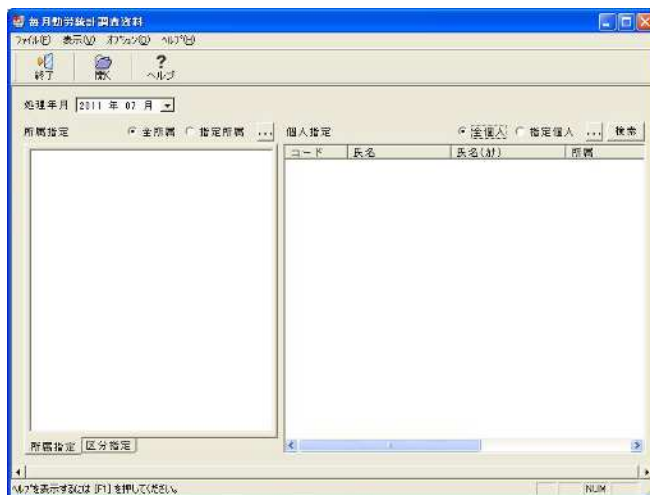 毎月勤労統計調査資料
ファイル(F) 表示(V) オプション(O) ヘルプ(H)
終了 開く ヘルプ
処理年月 2011 年 07 月
所属指定 全所属 指定所属 ... 個人指定 全個人 指定個人 ... 検索
コード 氏名 氏名(カナ) 所属
所属指定 区分指定
ヘルプを表示するには [F1] を押してください。 NUM